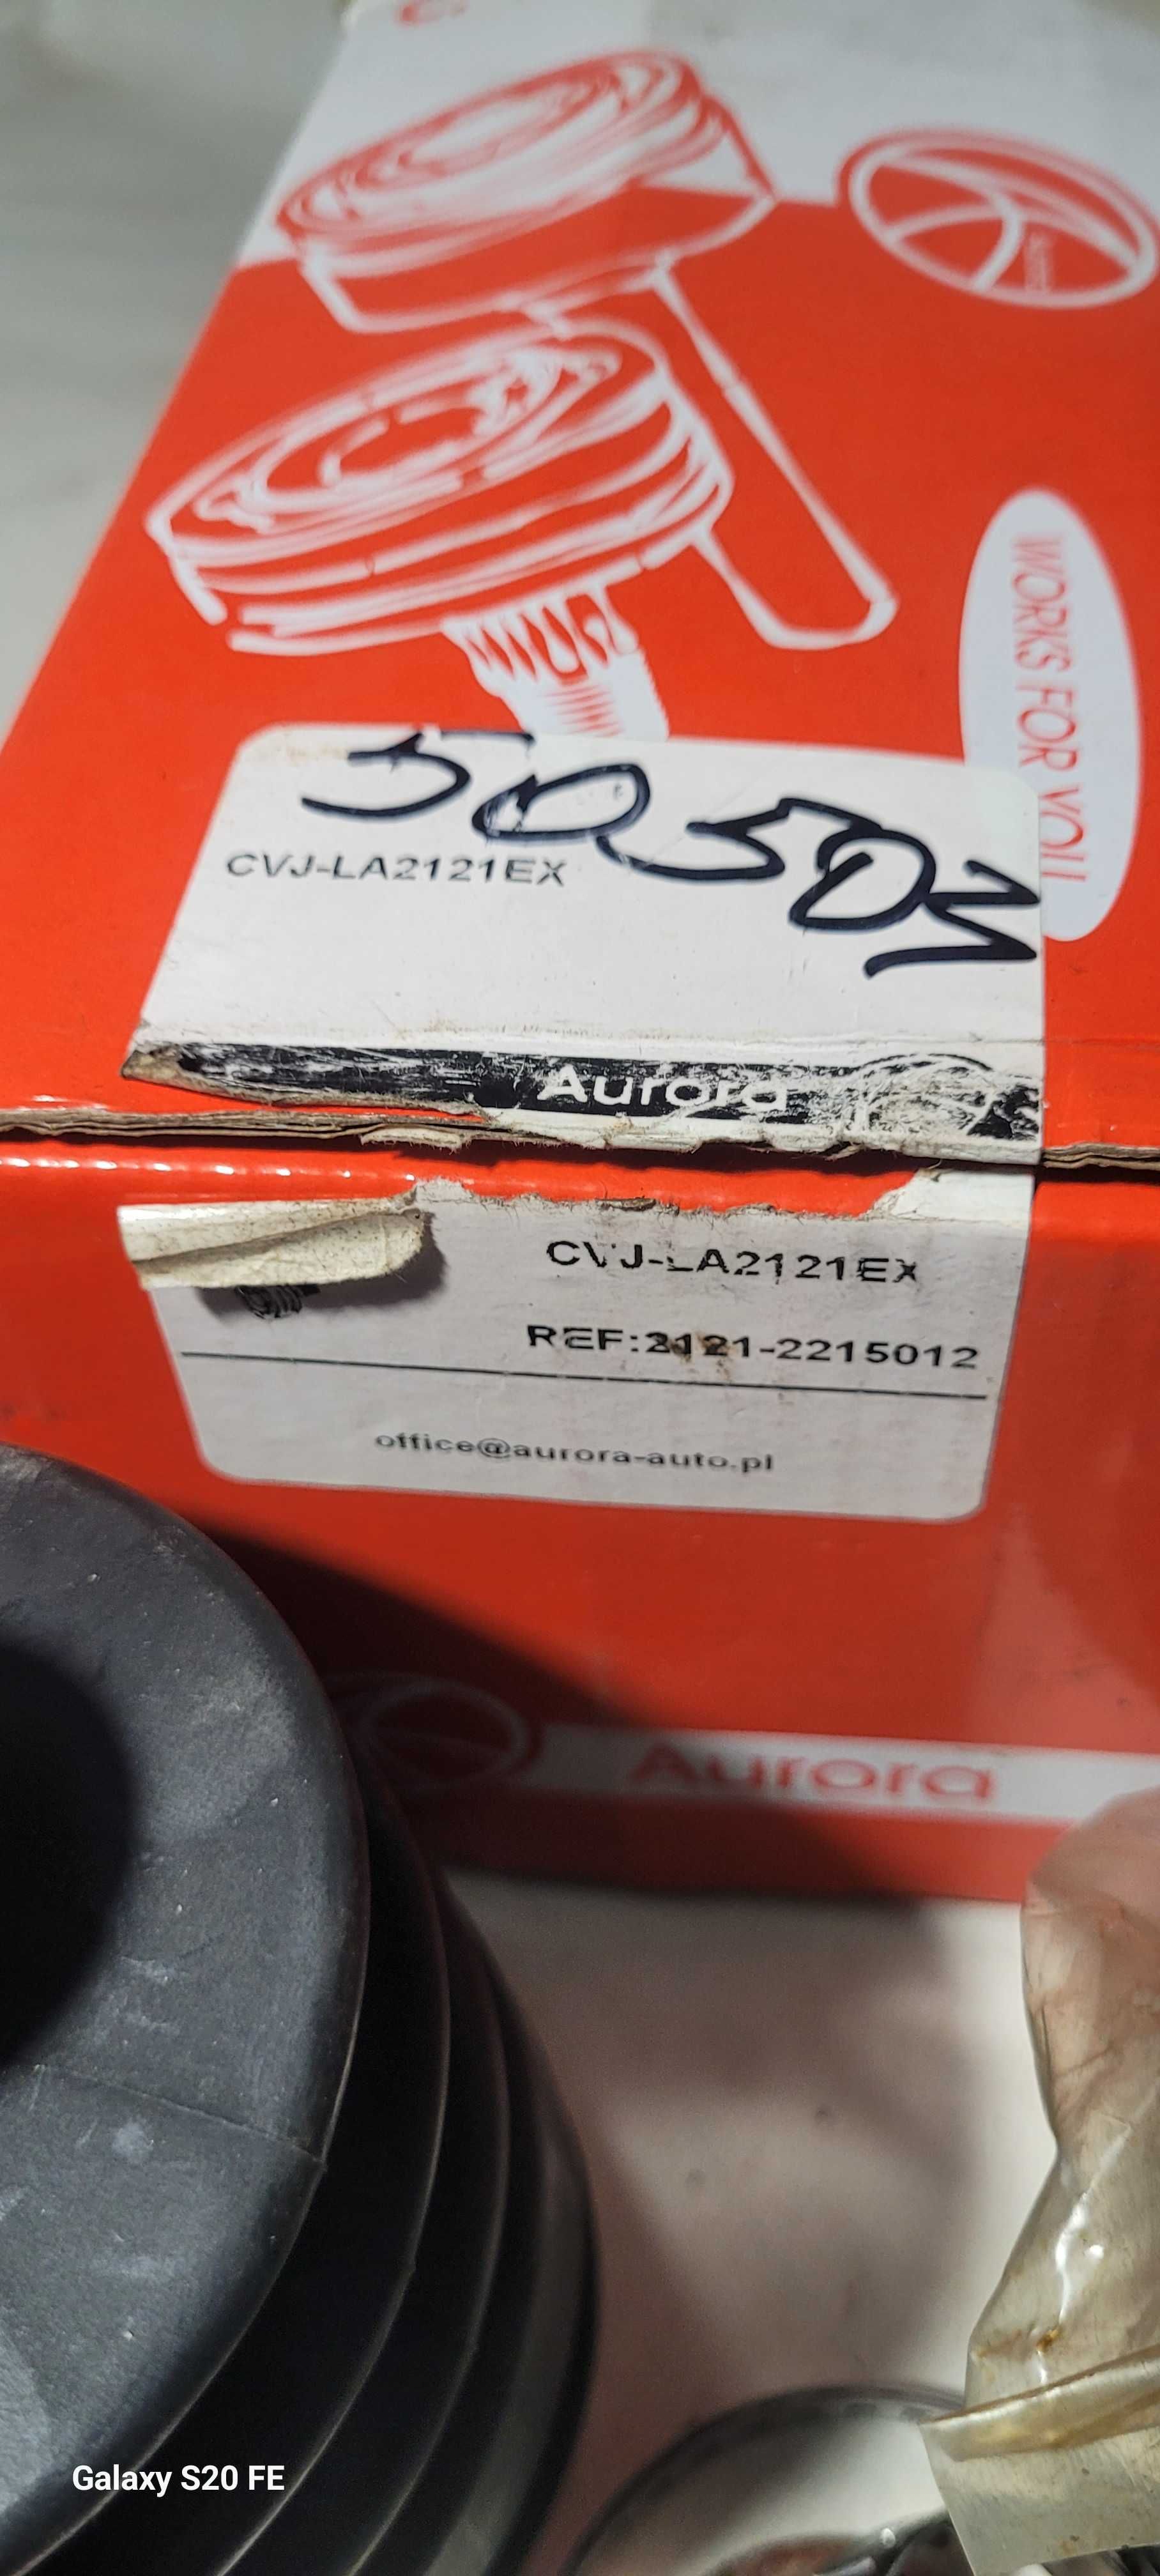 WORKS FOR YOU
5050N
CVJ-LA2121EX
Aurora
CVJ-LA2121EX
REF:2121-2215012
office@aurora-auto.pl
Aurora
Galaxy S20 FE